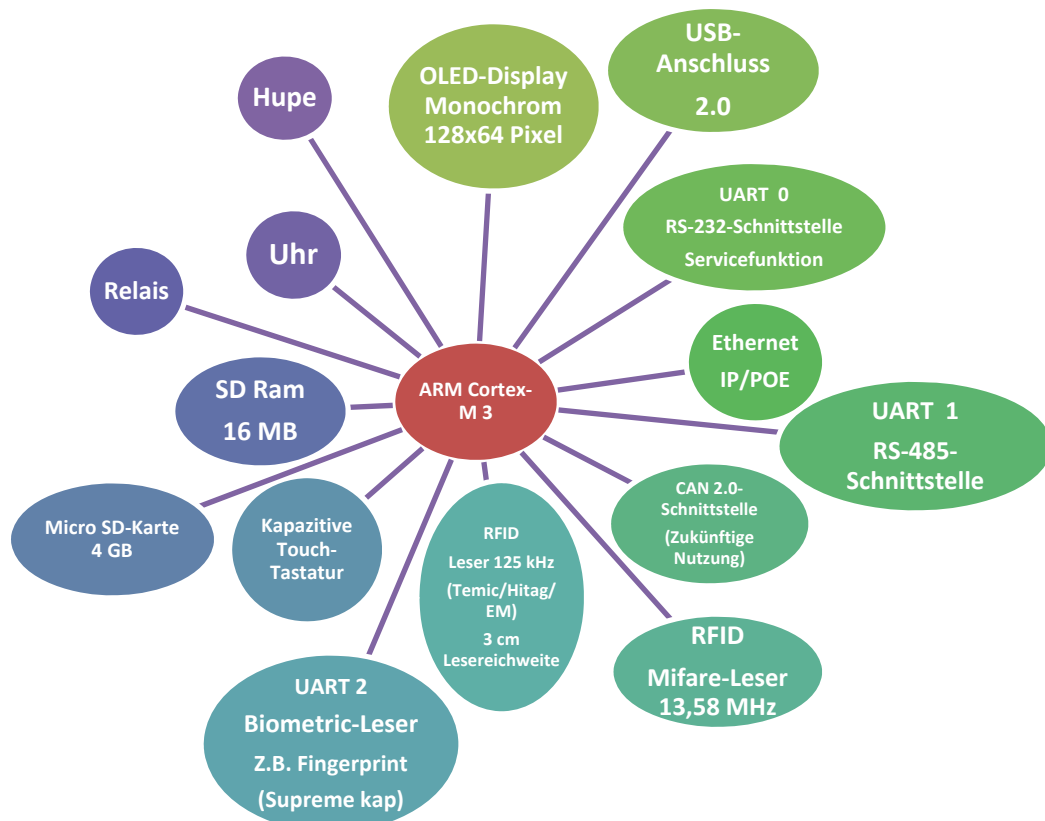 Hupe
OLED-Display
Monochrom
128x64 Pixel
USB-
Anschluss
2.0
UART 0
RS-232-Schnittstelle
Servicefunktion
Uhr
Relais
Ethernet
IP/POE
ARM Cortex-
M 3
SD Ram
16 MB
UART 1
RS-485-
Schnittstelle
CAN 2.0-
Schnittstelle
(Zukünftige
Nutzung)
Micro SD-Karte
4 GB
Kapazitive
Touch-
Tastatur
RFID
Leser 125 kHz
(Temic/Hitag/
EM)
3 cm
Lesereichweite
RFID
Mifare-Leser
13,58 MHz
UART 2
Biometric-Leser
Z.B. Fingerprint
(Supreme kap)